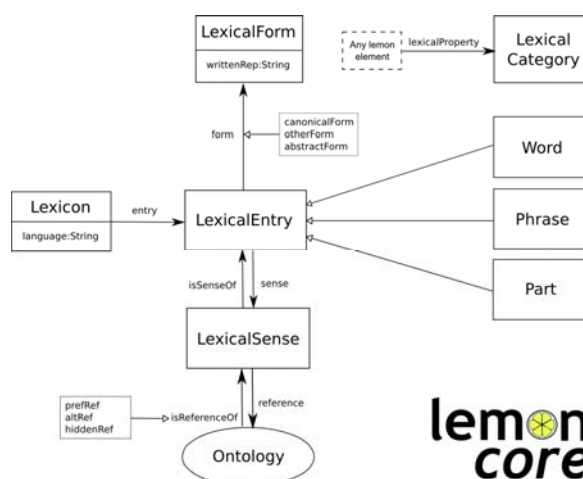 LexicalForm
writtenRep:String
Any lemon
element
lexicalProperty
Lexical
Category
form
canonicalForm
otherForm
abstractForm
Word
Lexicon
language:String
entry
LexicalEntry
Phrase
isSenseOf
sense
Part
LexicalSense
prefRef
altRef
hiddenRef
isReferenceOf
reference
Ontology
lemon
core